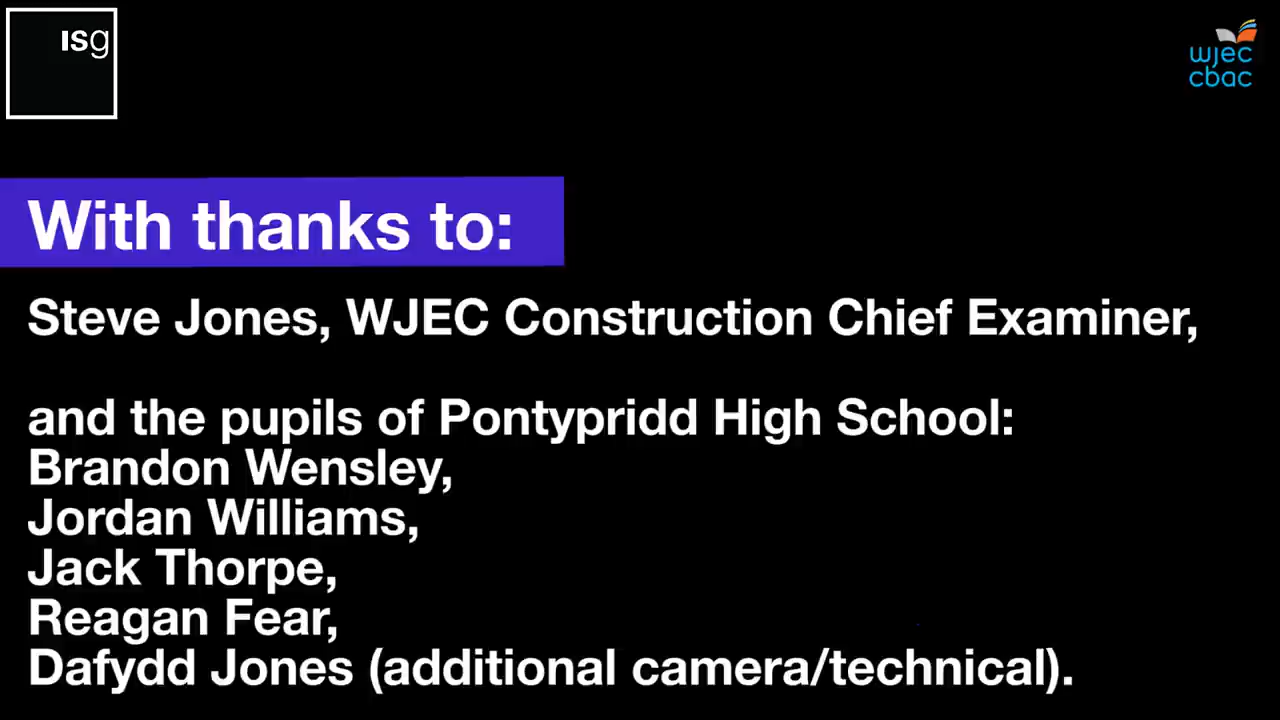 ISg
wjec
cbac
With thanks to:
Steve Jones, WJEC Construction Chief Examiner,
and the pupils of Pontypridd High School:
Brandon Wensley,
Jordan Williams,
Jack Thorpe,
Reagan Fear,
Dafydd Jones (additional camera/technical).